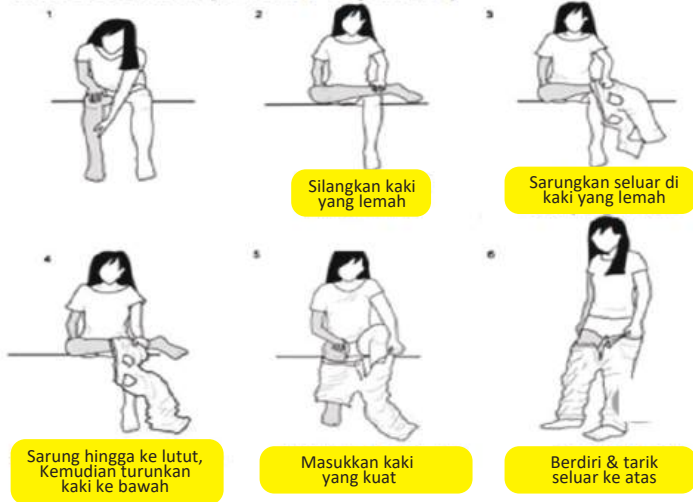 1
2
3
Silangkan kaki
yang lemah
Sarungkan seluar di
kaki yang lemah
4
5
6
Sarung hingga ke lutut,
Kemudian turunkan
kaki ke bawah
Masukkan kaki
yang kuat
Berdiri & tarik
seluar ke atas